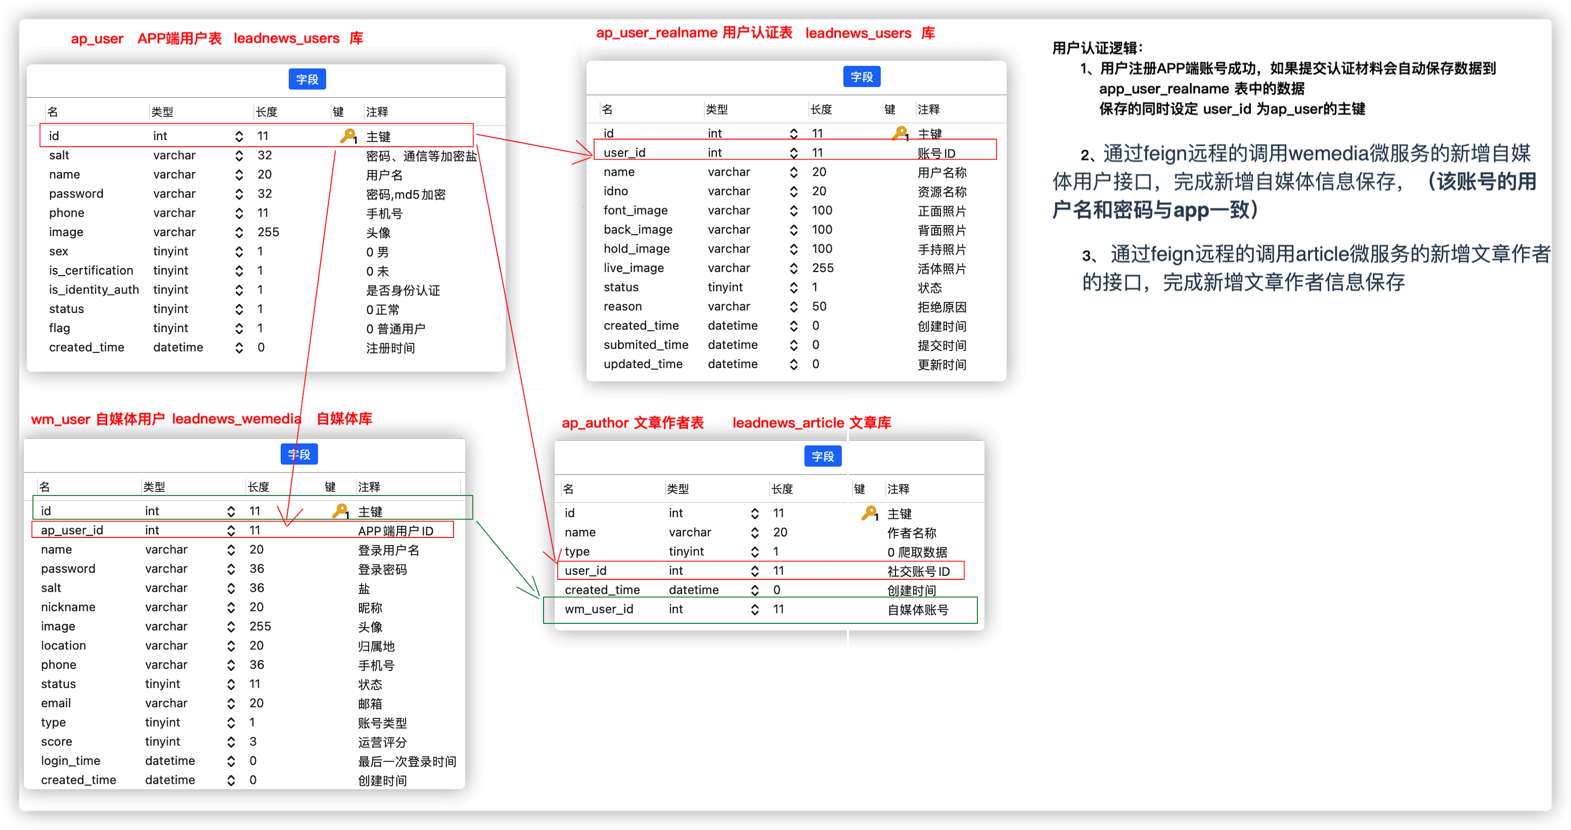 ap_user APP端用户表 leadnews_users 库
字段
名 类型 长度 键 注释
id int 11 1 主键
salt varchar 32 密码、通信等加密盐
name varchar 20 用户名
password varchar 32 密码,md5加密
phone varchar 11 手机号
image varchar 255 头像
sex tinyint 1 0 男
is_certification tinyint 1 0 未
is_identity_auth tinyint 1 是否身份认证
status tinyint 1 0正常
flag tinyint 1 0 普通用户
created_time datetime 0 注册时间
ap_user_realname 用户认证表 leadnews_users 库
字段
名 类型 长度 键 注释
id int 11 1 主键
user_id int 11 账号ID
name varchar 20 用户名称
idno varchar 20 资源名称
font_image varchar 100 正面照片
back_image varchar 100 背面照片
hold_image varchar 100 手持照片
live_image varchar 255 活体照片
status tinyint 1 状态
reason varchar 50 拒绝原因
created_time datetime 0 创建时间
submited_time datetime 0 提交时间
updated_time datetime 0 更新时间
用户认证逻辑：
1、用户注册APP端账号成功，如果提交认证材料会自动保存数据到
app_user_realname 表中的数据
保存的同时设定 user_id 为ap_user的主键
2、通过feign远程的调用wemedia微服务的新增自媒
体用户接口，完成新增自媒体信息保存，（该账号的用
户名和密码与app一致）
3、 通过feign远程的调用article微服务的新增文章作者
的接口，完成新增文章作者信息保存
wm_user 自媒体用户 leadnews_wemedia 自媒体库
字段
名 类型 长度 键 注释
id int 11 1 主键
ap_user_id int 11 APP端用户ID
name varchar 20 登录用户名
password varchar 36 登录密码
salt varchar 36 盐
nickname varchar 20 昵称
image varchar 255 头像
location varchar 20 归属地
phone varchar 36 手机号
status tinyint 11 状态
email varchar 20 邮箱
type tinyint 1 账号类型
score tinyint 3 运营评分
login_time datetime 0 最后一次登录时间
created_time datetime 0 创建时间
ap_author 文章作者表 leadnews_article 文章库
字段
名 类型 长度 键 注释
id int 11 1 主键
name varchar 20 作者名称
type tinyint 1 0 爬取数据
user_id int 11 社交账号ID
created_time datetime 0 创建时间
wm_user_id int 11 自媒体账号